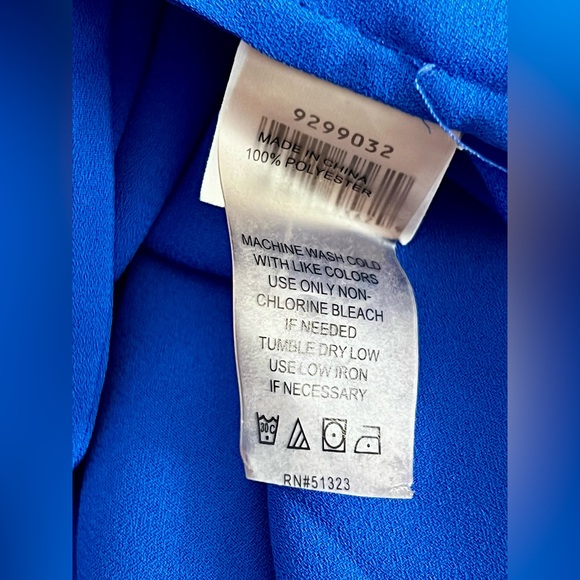 9299032
MADE IN CHINA
100% POLYESTER
MACHINE WASH COLD
WITH LIKE COLORS
USE ONLY NON-
CHLORINE BLEACH
IF NEEDED
TUMBLE DRY LOW
USE LOW IRON
IF NECESSARY
30C
RN#51323